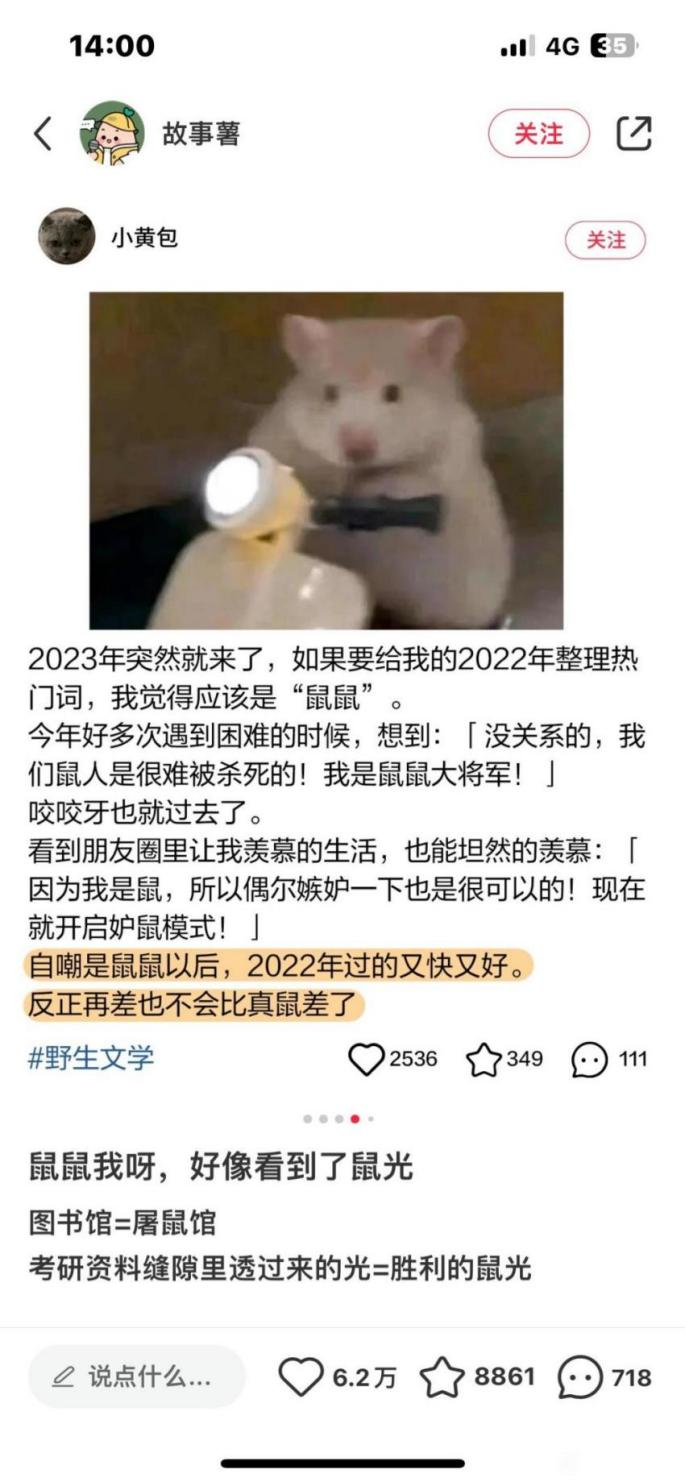 14:00
4G 35
故事薯
关注
小黄包
关注
2023年突然就来了，如果要给我的2022年整理热
门词，我觉得应该是“鼠鼠”。
今年好多次遇到困难的时候，想到：「没关系的，我
们鼠人是很难被杀死的！我是鼠鼠大将军！」
咬咬牙也就过去了。
看到朋友圈里让我羡慕的生活，也能坦然的羡慕：「
因为我是鼠，所以偶尔嫉妒一下也是很可以的！现在
就开启妒鼠模式！」
自嘲是鼠鼠以后，2022年过的又快又好。
反正再差也不会比真鼠差了
#野生文学
2536 349 111
鼠鼠我呀，好像看到了鼠光
图书馆=屠鼠馆
考研资料缝隙里透过来的光=胜利的鼠光
说点什么... 6.2万 8861 718